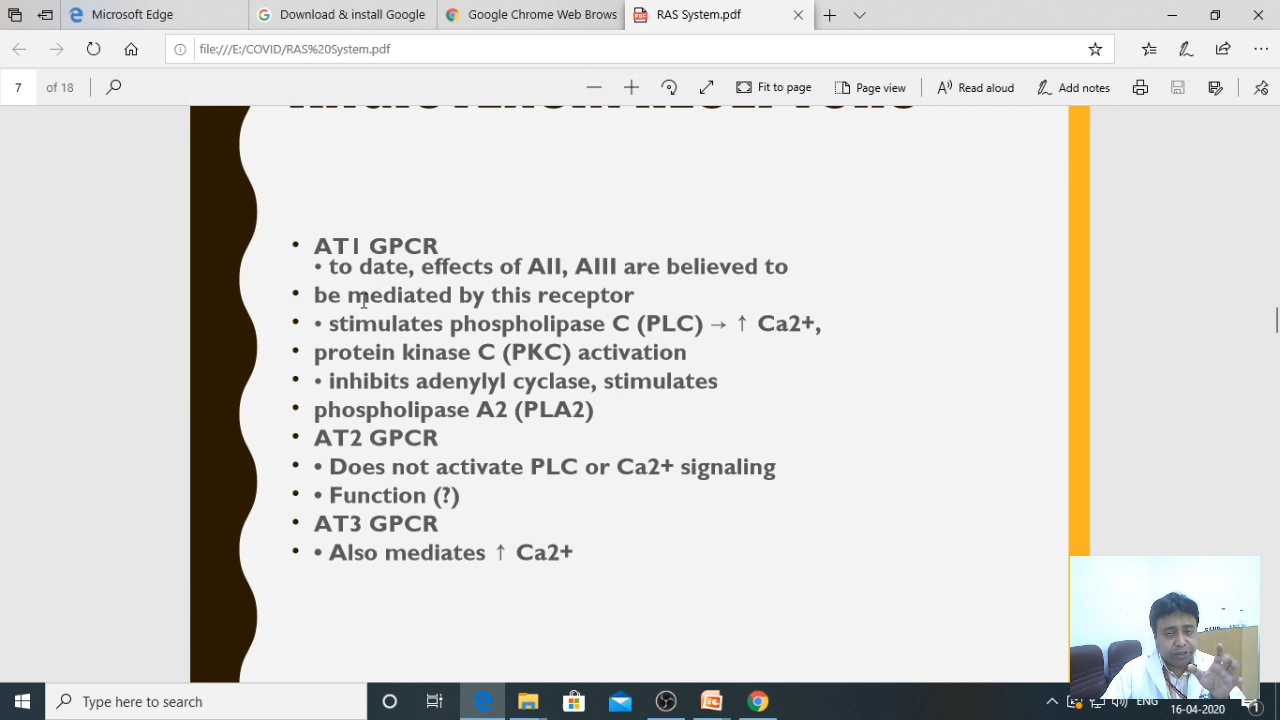 Microsoft Edge
Download & install Google
Google Chrome Web Brows
RAS System.pdf
file:///E:/COVID/RAS%20System.pdf
7 of 18
Fit to page
Page view
Read aloud
Add notes
ANGIOTENSIN RECEPTORS
• AT1 GPCR
• to date, effects of AII, AIII are believed to
• be mediated by this receptor
• • stimulates phospholipase C (PLC) → ↑ Ca2+,
• protein kinase C (PKC) activation
• • inhibits adenylyl cyclase, stimulates
• phospholipase A2 (PLA2)
• AT2 GPCR
• • Does not activate PLC or Ca2+ signaling
• • Function (?)
• AT3 GPCR
• • Also mediates ↑ Ca2+
Type here to search
ENG
16-04-2020
1